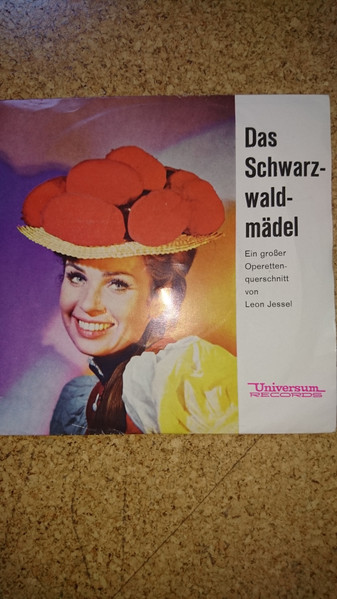 Das
Schwarz-
wald-
mädel
Ein großer
Operetten-
querschnitt
von
Leon Jessel
Universum
RECORDS